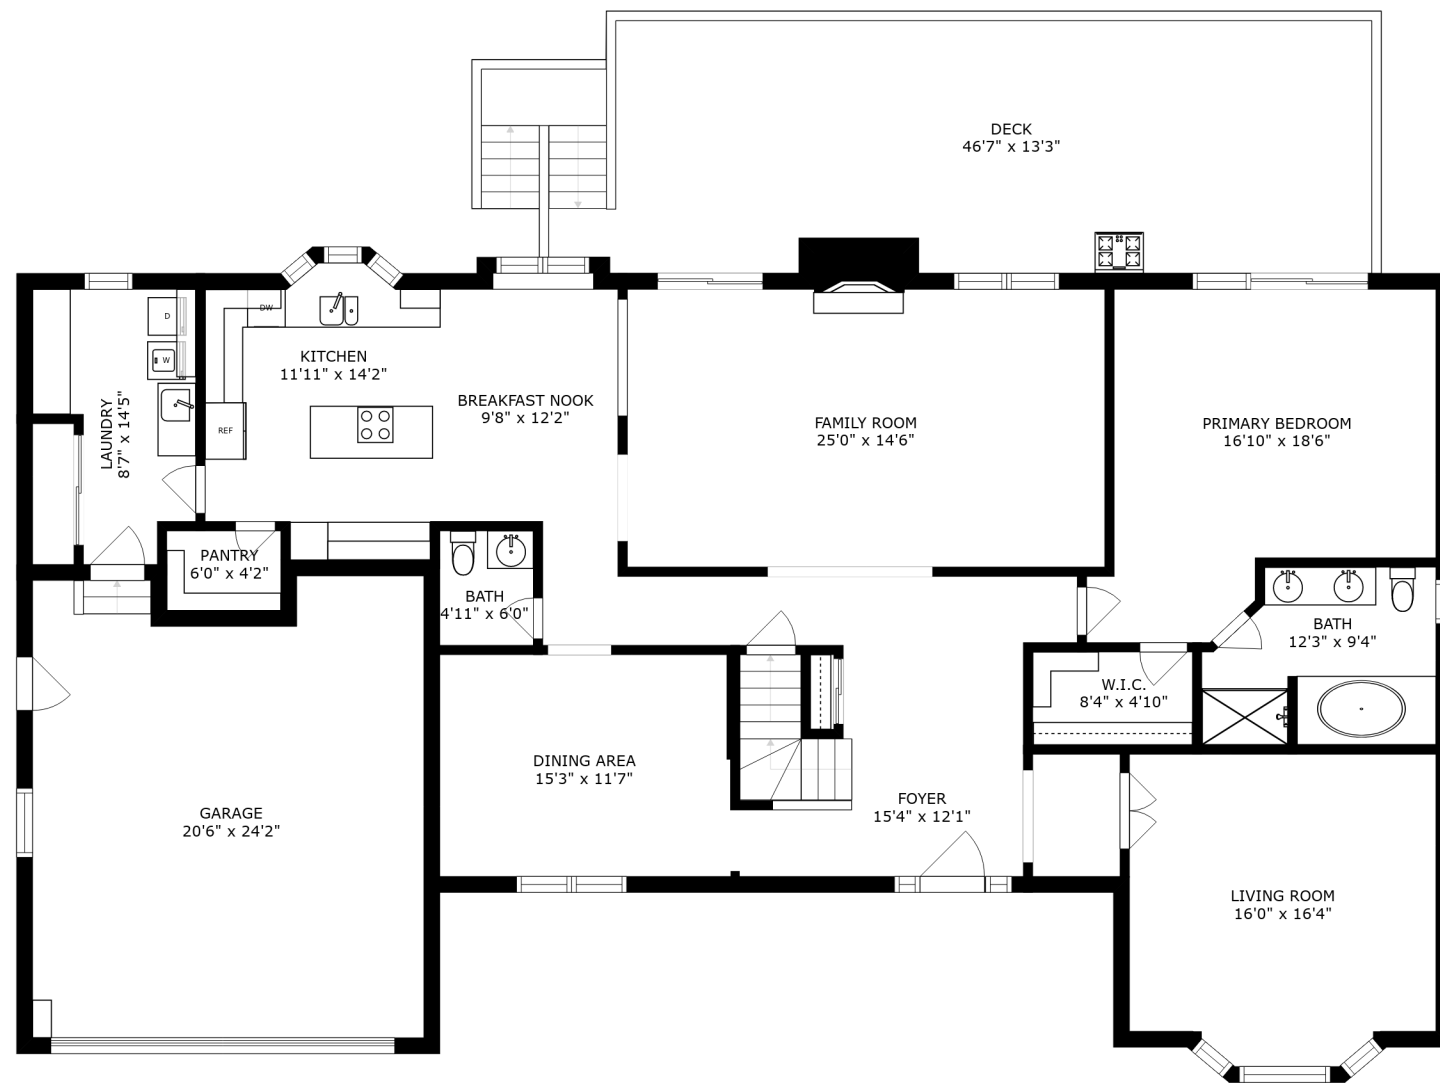 DECK
46'7" x 13'3"
DW
D
W
KITCHEN
11'11" x 14'2"
BREAKFAST NOOK
9'8" x 12'2"
FAMILY ROOM
25'0" x 14'6"
PRIMARY BEDROOM
16'10" x 18'6"
LAUNDRY
8'7" x 14'5"
REF
PANTRY
6'0" x 4'2"
BATH
4'11" x 6'0"
BATH
12'3" x 9'4"
W.I.C.
8'4" x 4'10"
DINING AREA
15'3" x 11'7"
FOYER
15'4" x 12'1"
GARAGE
20'6" x 24'2"
LIVING ROOM
16'0" x 16'4"